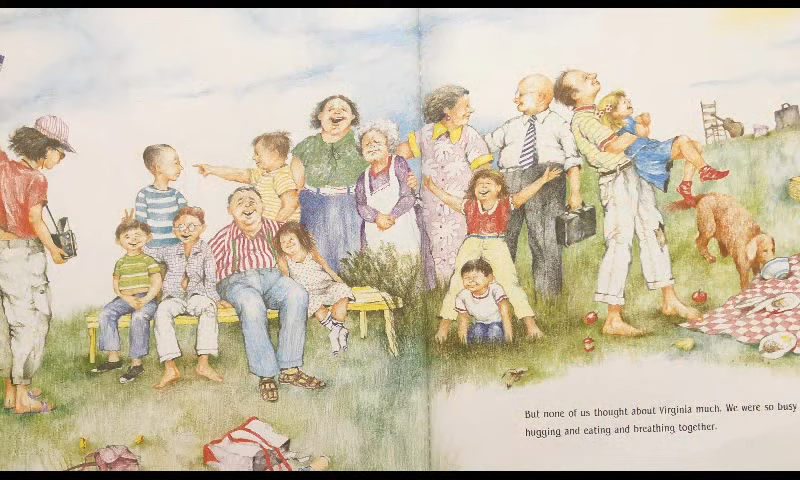 But none of us thought about Virginia much. We were so busy
hugging and eating and breathing together.